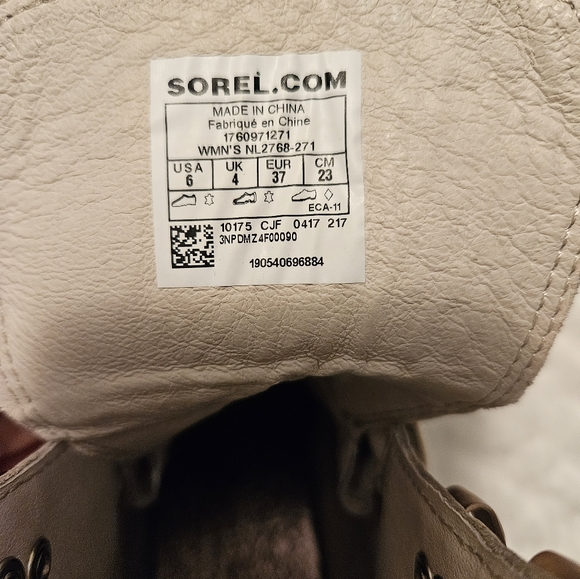 SOREL.COM
MADE IN CHINA
Fabriqué en Chine
1760971271
WMN'S NL2768-271
USA UK EUR CM
6 4 37 23
ECA-11
10175 CJF 0417 217
3NPDMZ4F00090
190540696884